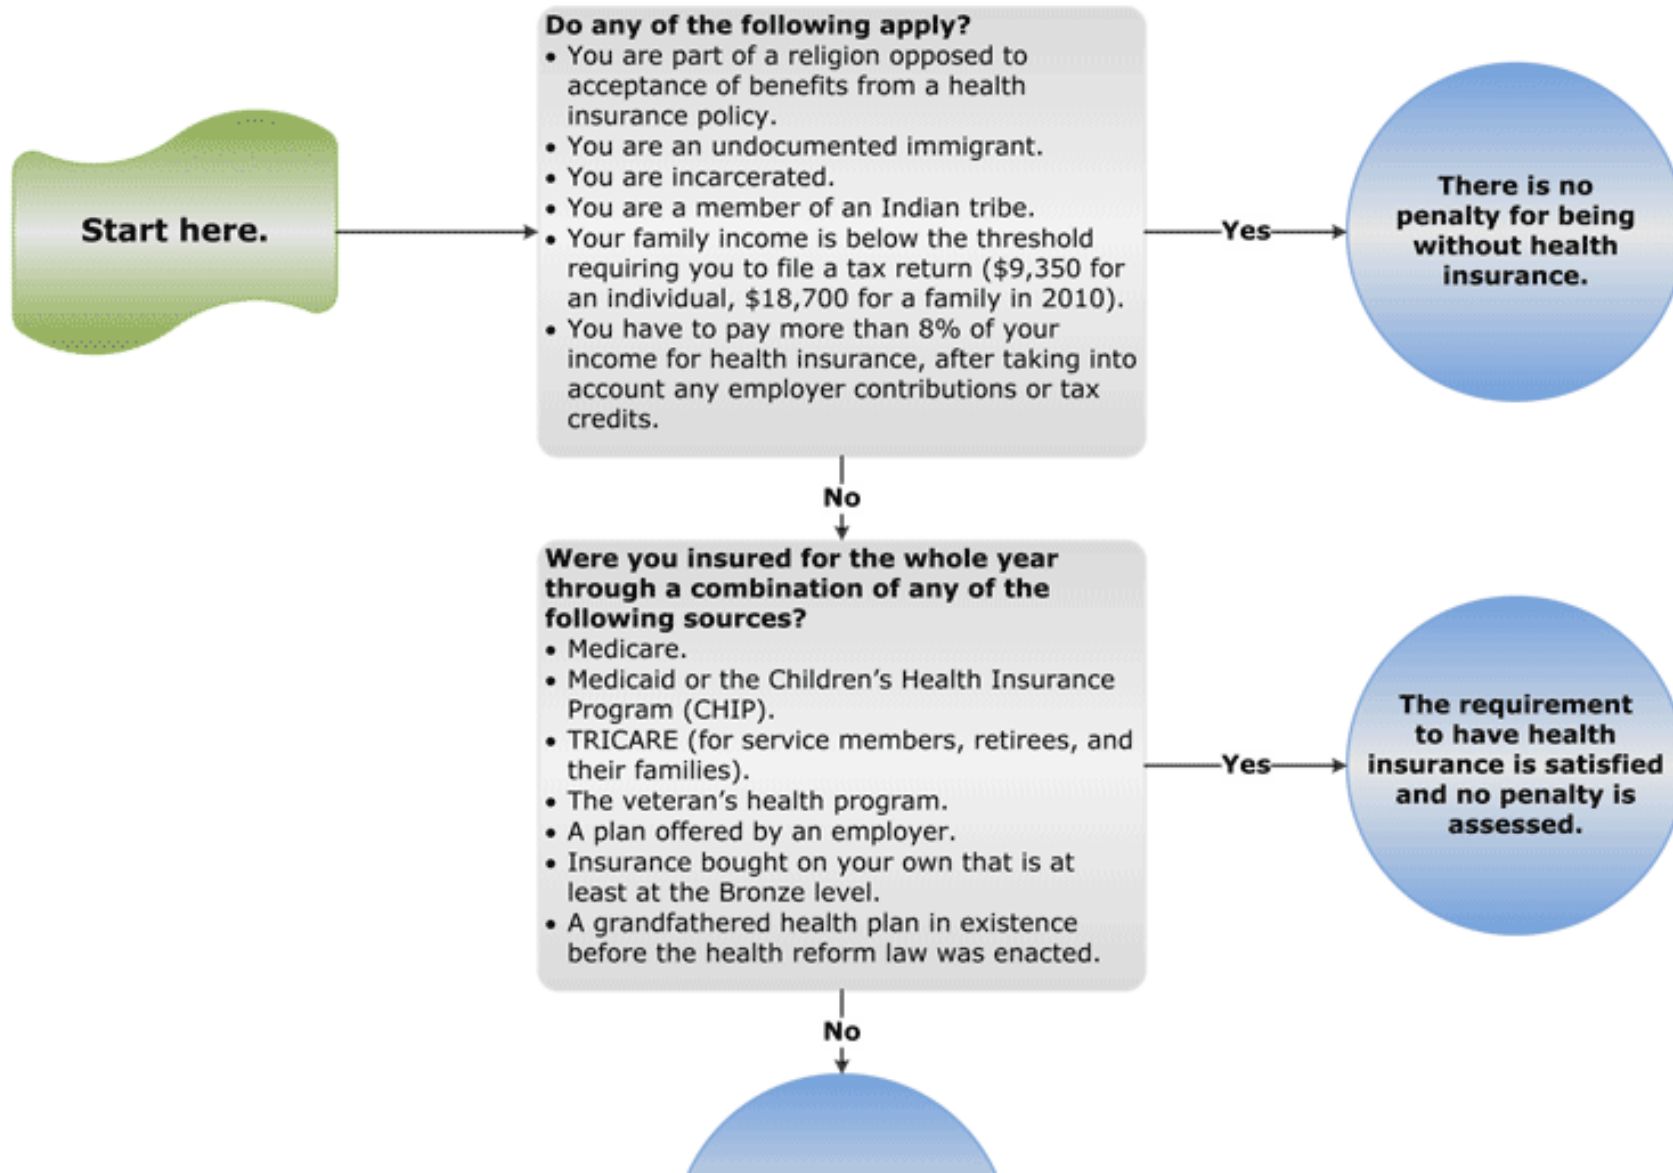 Start here.
Do any of the following apply?
• You are part of a religion opposed to
acceptance of benefits from a health
insurance policy.
• You are an undocumented immigrant.
• You are incarcerated.
• You are a member of an Indian tribe.
• Your family income is below the threshold
requiring you to file a tax return ($9,350 for
an individual, $18,700 for a family in 2010).
• You have to pay more than 8% of your
income for health insurance, after taking into
account any employer contributions or tax
credits.
Yes
There is no
penalty for being
without health
insurance.
No
Were you insured for the whole year
through a combination of any of the
following sources?
• Medicare.
• Medicaid or the Children’s Health Insurance
Program (CHIP).
• TRICARE (for service members, retirees, and
their families).
• The veteran’s health program.
• A plan offered by an employer.
• Insurance bought on your own that is at
least at the Bronze level.
• A grandfathered health plan in existence
before the health reform law was enacted.
Yes
The requirement
to have health
insurance is satisfied
and no penalty is
assessed.
No